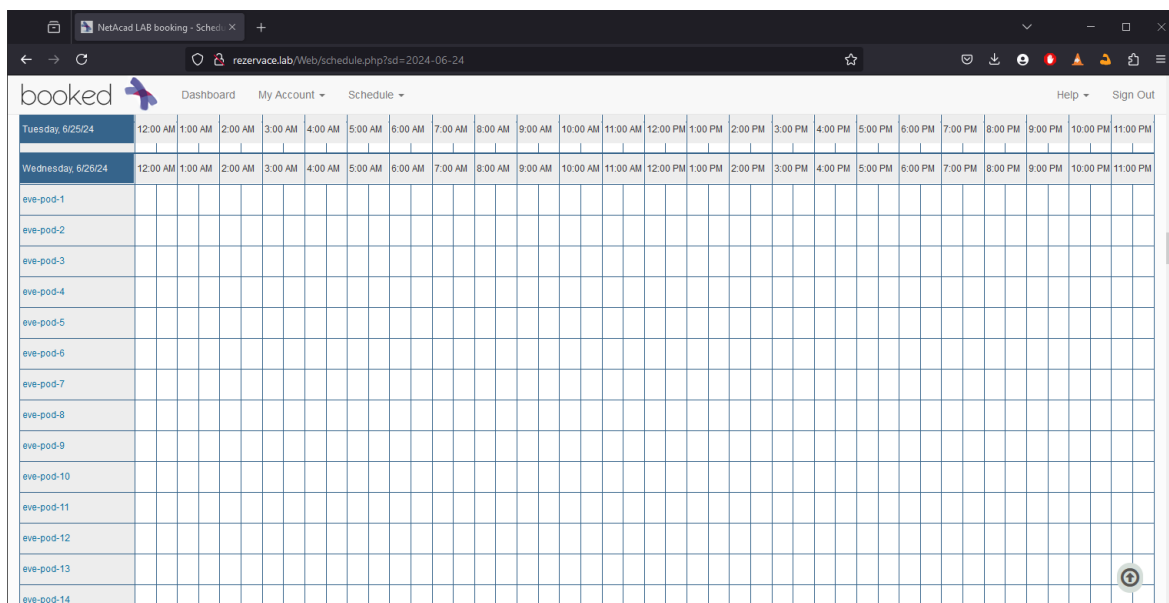 NetAcad LAB booking - Schedu
rezervace.lab/Web/schedule.php?sd=2024-06-24
booked Dashboard My Account Schedule Help Sign Out
Tuesday, 6/25/24 12:00 AM 1:00 AM 2:00 AM 3:00 AM 4:00 AM 5:00 AM 6:00 AM 7:00 AM 8:00 AM 9:00 AM 10:00 AM 11:00 AM 12:00 PM 1:00 PM 2:00 PM 3:00 PM 4:00 PM 5:00 PM 6:00 PM 7:00 PM 8:00 PM 9:00 PM 10:00 PM 11:00 PM
Wednesday, 6/26/24 12:00 AM 1:00 AM 2:00 AM 3:00 AM 4:00 AM 5:00 AM 6:00 AM 7:00 AM 8:00 AM 9:00 AM 10:00 AM 11:00 AM 12:00 PM 1:00 PM 2:00 PM 3:00 PM 4:00 PM 5:00 PM 6:00 PM 7:00 PM 8:00 PM 9:00 PM 10:00 PM 11:00 PM
eve-pod-1
eve-pod-2
eve-pod-3
eve-pod-4
eve-pod-5
eve-pod-6
eve-pod-7
eve-pod-8
eve-pod-9
eve-pod-10
eve-pod-11
eve-pod-12
eve-pod-13
eve-pod-14